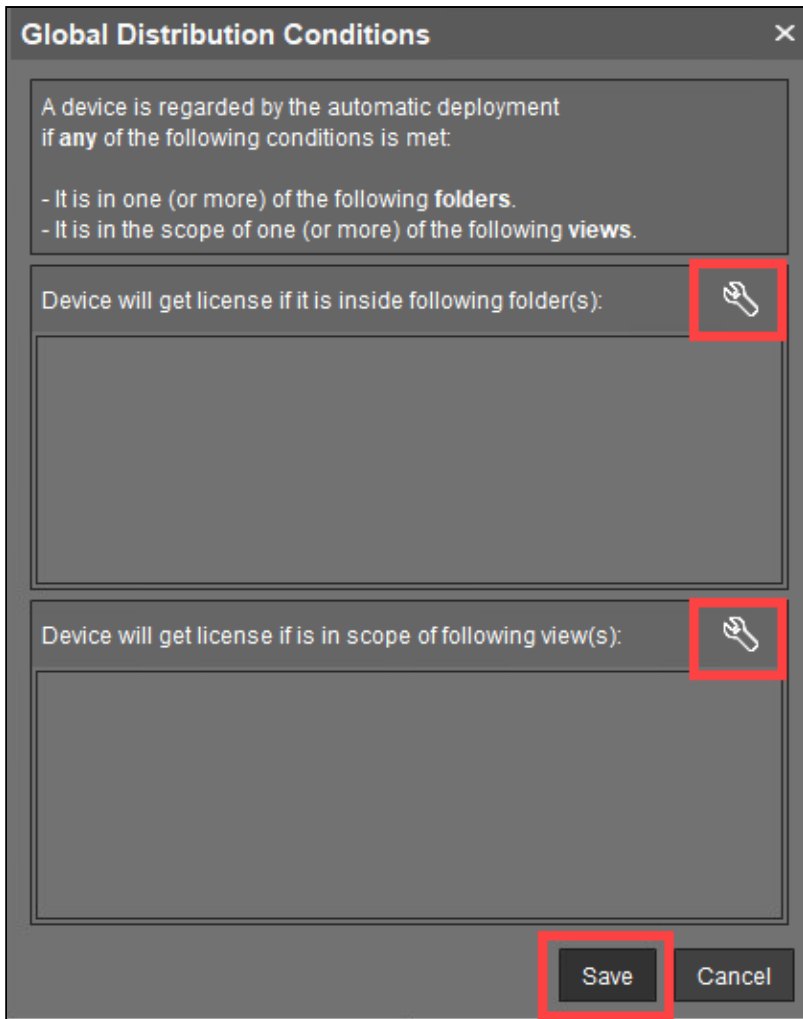 Global Distribution Conditions
A device is regarded by the automatic deployment
if any of the following conditions is met:
- It is in one (or more) of the following folders.
- It is in the scope of one (or more) of the following views.
Device will get license if it is inside following folder(s):
Device will get license if is in scope of following view(s):
Save
Cancel